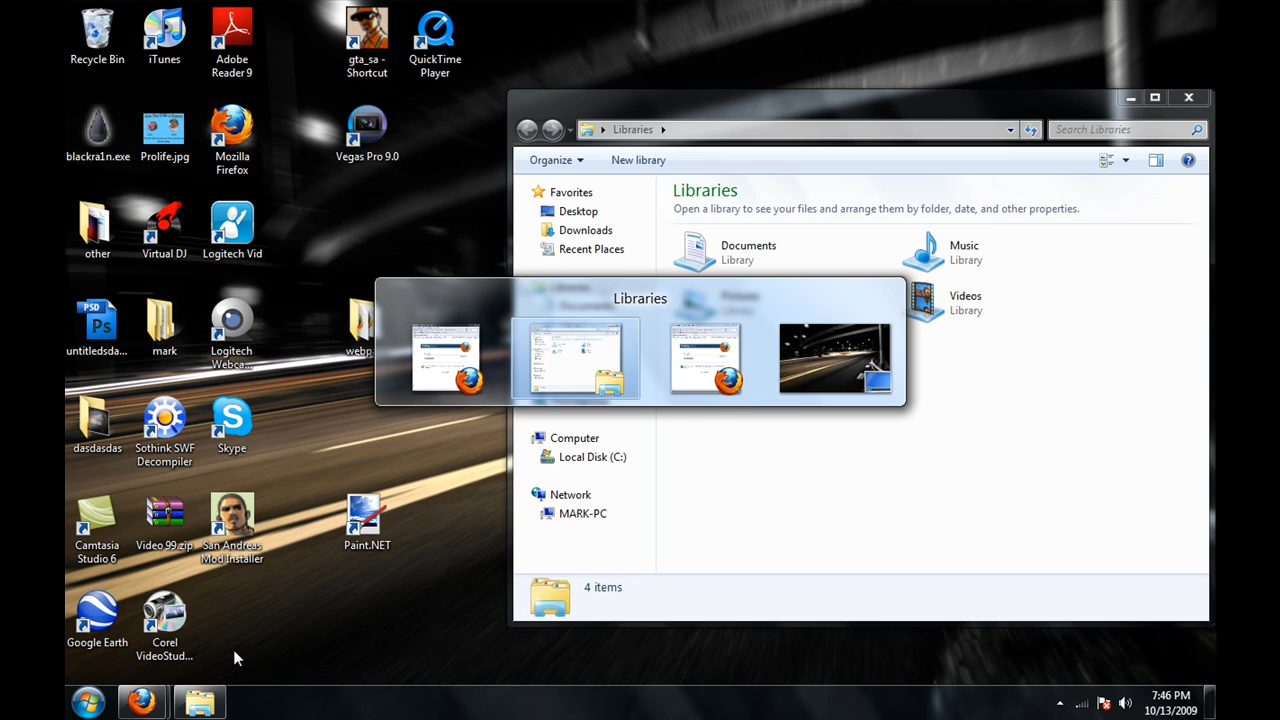 Recycle Bin
iTunes
Adobe
Reader 9
gta_sa -
Shortcut
QuickTime
Player
blackra1n.exe
Prolife.jpg
Mozilla
Firefox
Vegas Pro 9.0
other
Virtual DJ
Logitech Vid
PSD
Ps
untitledsda...
mark
Logitech
Webca...
webp
dasdasdas
Sothink SWF
Decompiler
Skype
Camtasia
Studio 6
Video 99.zip
San Andreas
Mod Installer
Paint.NET
Google Earth
Corel
VideoStud...
Libraries
Search Libraries
Organize
New library
Favorites
Desktop
Downloads
Recent Places
Libraries
Open a library to see your files and arrange them by folder, date, and other properties.
Documents
Library
Music
Library
Pictures
Videos
Library
Libraries
Computer
Local Disk (C:)
Network
MARK-PC
4 items
7:46 PM
10/13/2009